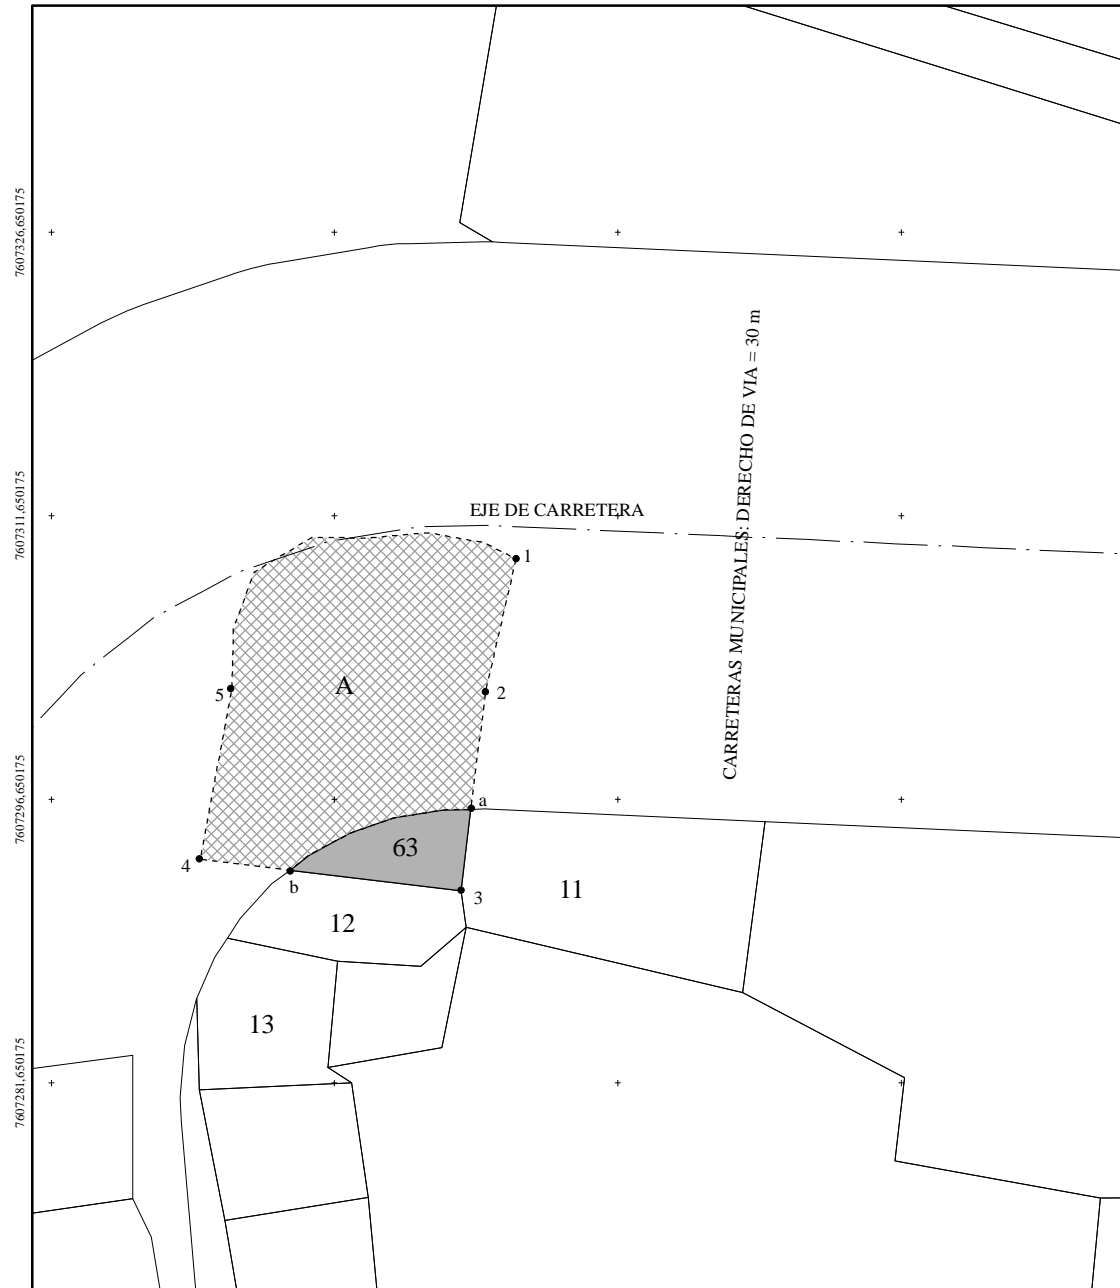 7607326,650175
CARRETERAS MUNICIPALES: DERECHO DE VIA = 30 m
7607311,650175
EJE DE CARRETERA
1
5
A
2
7607296,650175
a
63
4
b
3
11
12
13
7607281,650175